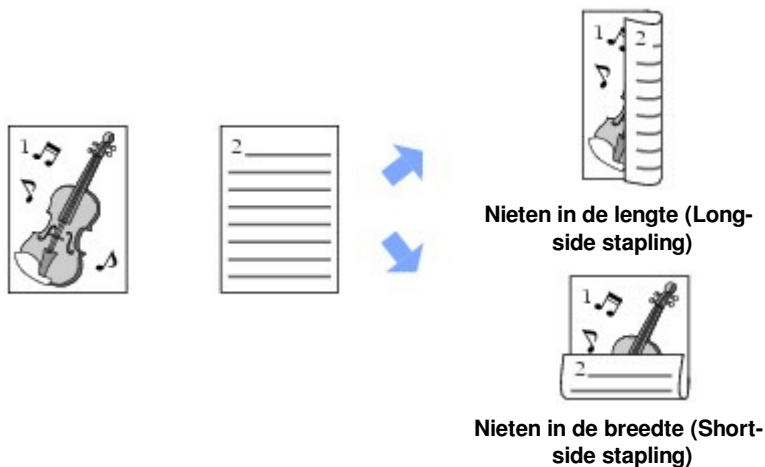 1
2
1
2
Nieten in de lengte (Long-
side stapling)
1
2
Nieten in de breedte (Short-
side stapling)